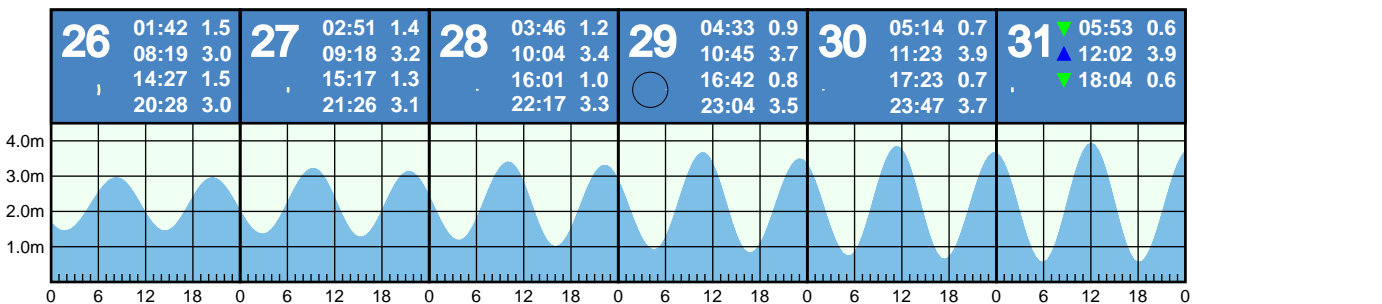 26 01:42 1.5
08:19 3.0
14:27 1.5
20:28 3.0
27 02:51 1.4
09:18 3.2
15:17 1.3
21:26 3.1
28 03:46 1.2
10:04 3.4
16:01 1.0
22:17 3.3
29 04:33 0.9
10:45 3.7
16:42 0.8
23:04 3.5
30 05:14 0.7
11:23 3.9
17:23 0.7
23:47 3.7
31 ▼ 05:53 0.6
▲ 12:02 3.9
▼ 18:04 0.6
4.0m
3.0m
2.0m
1.0m
0 6 12 18 0 6 12 18 0 6 12 18 0 6 12 18 0 6 12 18 0 6 12 18 0